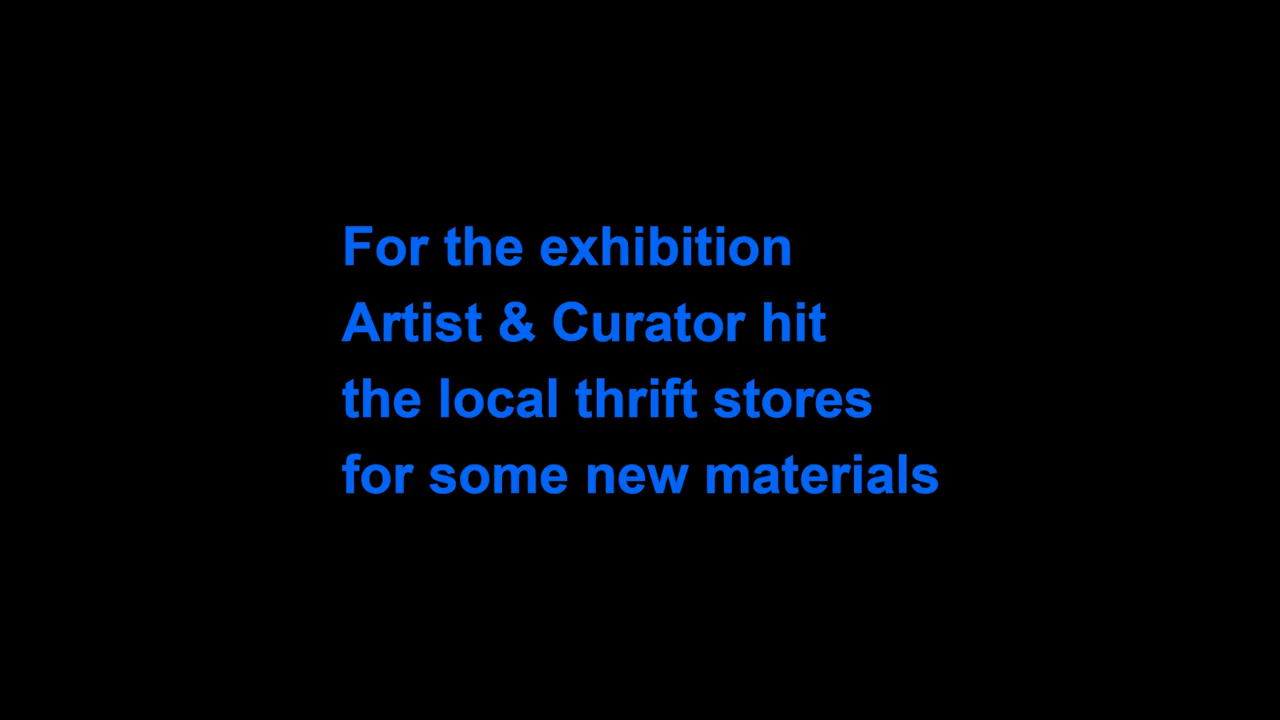 For the exhibition
Artist & Curator hit
the local thrift stores
for some new materials